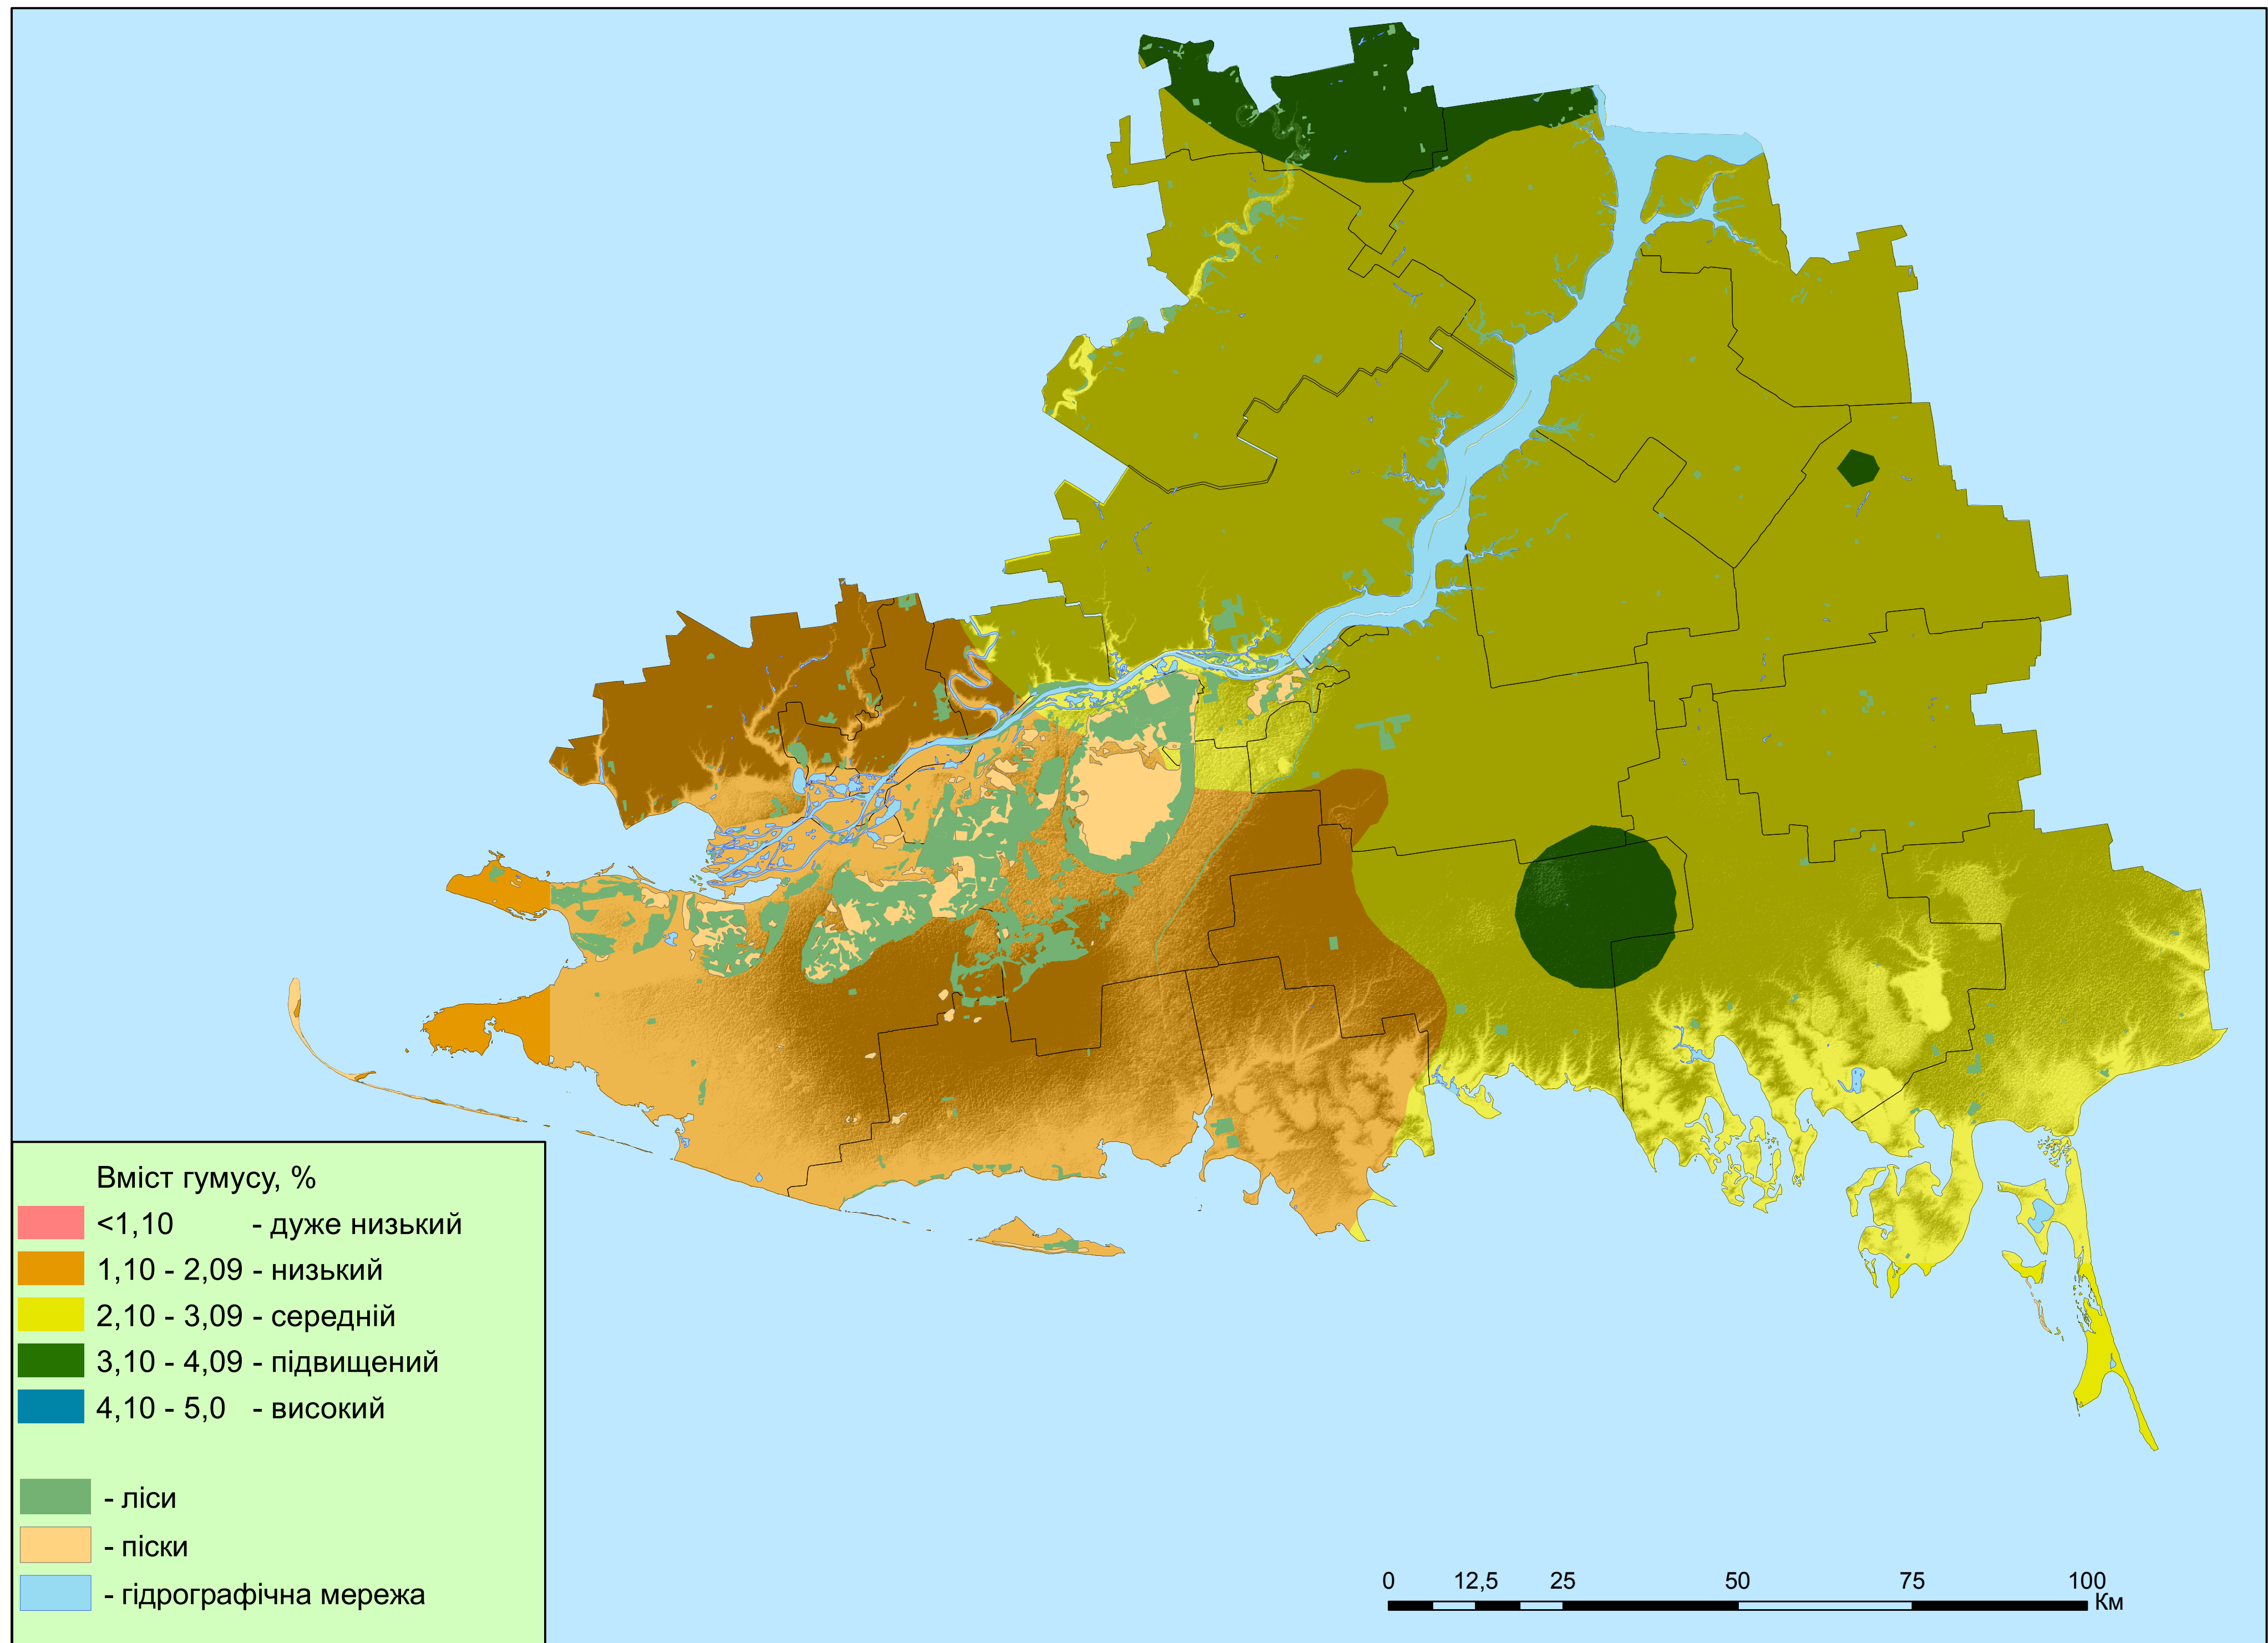 Вміст гумусу, %
<1,10 - дуже низький
1,10 - 2,09 - низький
2,10 - 3,09 - середній
3,10 - 4,09 - підвищений
4,10 - 5,0 - високий
- ліси
- піски
- гідрографічна мережа
0 12,5 25 50 75 100
Км